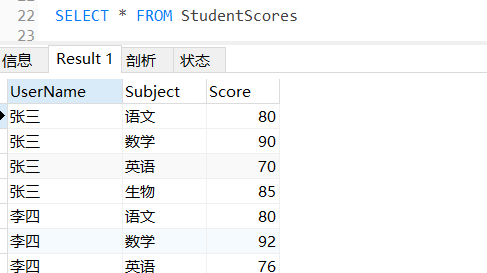 22 SELECT * FROM StudentScores
23
信息 Result 1 剖析 状态
UserName Subject Score
张三 语文 80
张三 数学 90
张三 英语 70
张三 生物 85
李四 语文 80
李四 数学 92
李四 英语 76